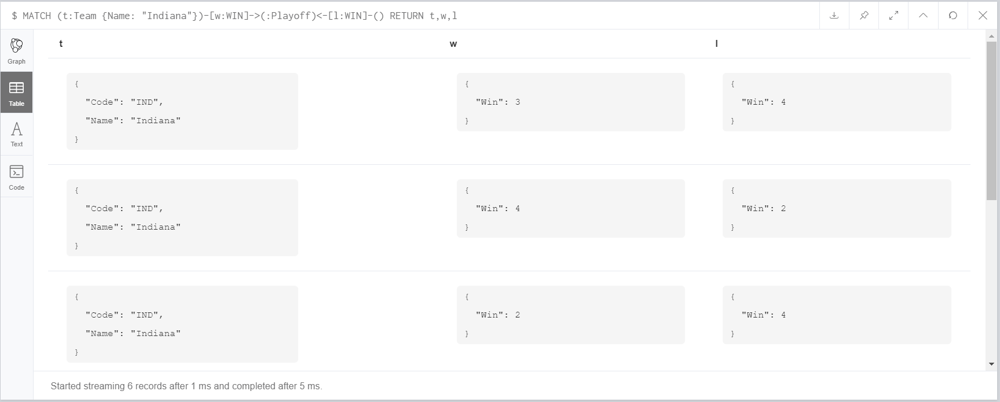 $ MATCH (t:Team {Name: "Indiana"})-[w:WIN]->(:Playoff)<-[l:WIN]-() RETURN t,w,l
Graph
Table
Text
Code
t w l
{ { {
"Code": "IND", "Win": 3 "Win": 4
"Name": "Indiana" } }
}
{ { {
"Code": "IND", "Win": 4 "Win": 2
"Name": "Indiana" } }
}
{ { {
"Code": "IND", "Win": 2 "Win": 4
"Name": "Indiana" } }
}
Started streaming 6 records after 1 ms and completed after 5 ms.